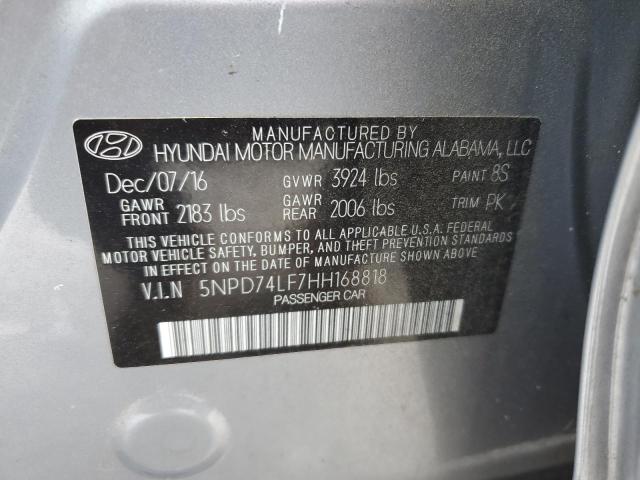 MANUFACTURED BY
HYUNDAI MOTOR MANUFACTURING ALABAMA, LLC
Dec/07/16 GVWR 3924 lbs PAINT 8S
GAWR FRONT 2183 lbs GAWR REAR 2006 lbs TRIM PK
THIS VEHICLE CONFORMS TO ALL APPLICABLE U.S.A. FEDERAL
MOTOR VEHICLE SAFETY, BUMPER, AND THEFT PREVENTION STANDARDS
IN EFFECT ON THE DATE OF MANUFACTURE SHOWN ABOVE.
V.I.N 5NPD74LF7HH168818
PASSENGER CAR